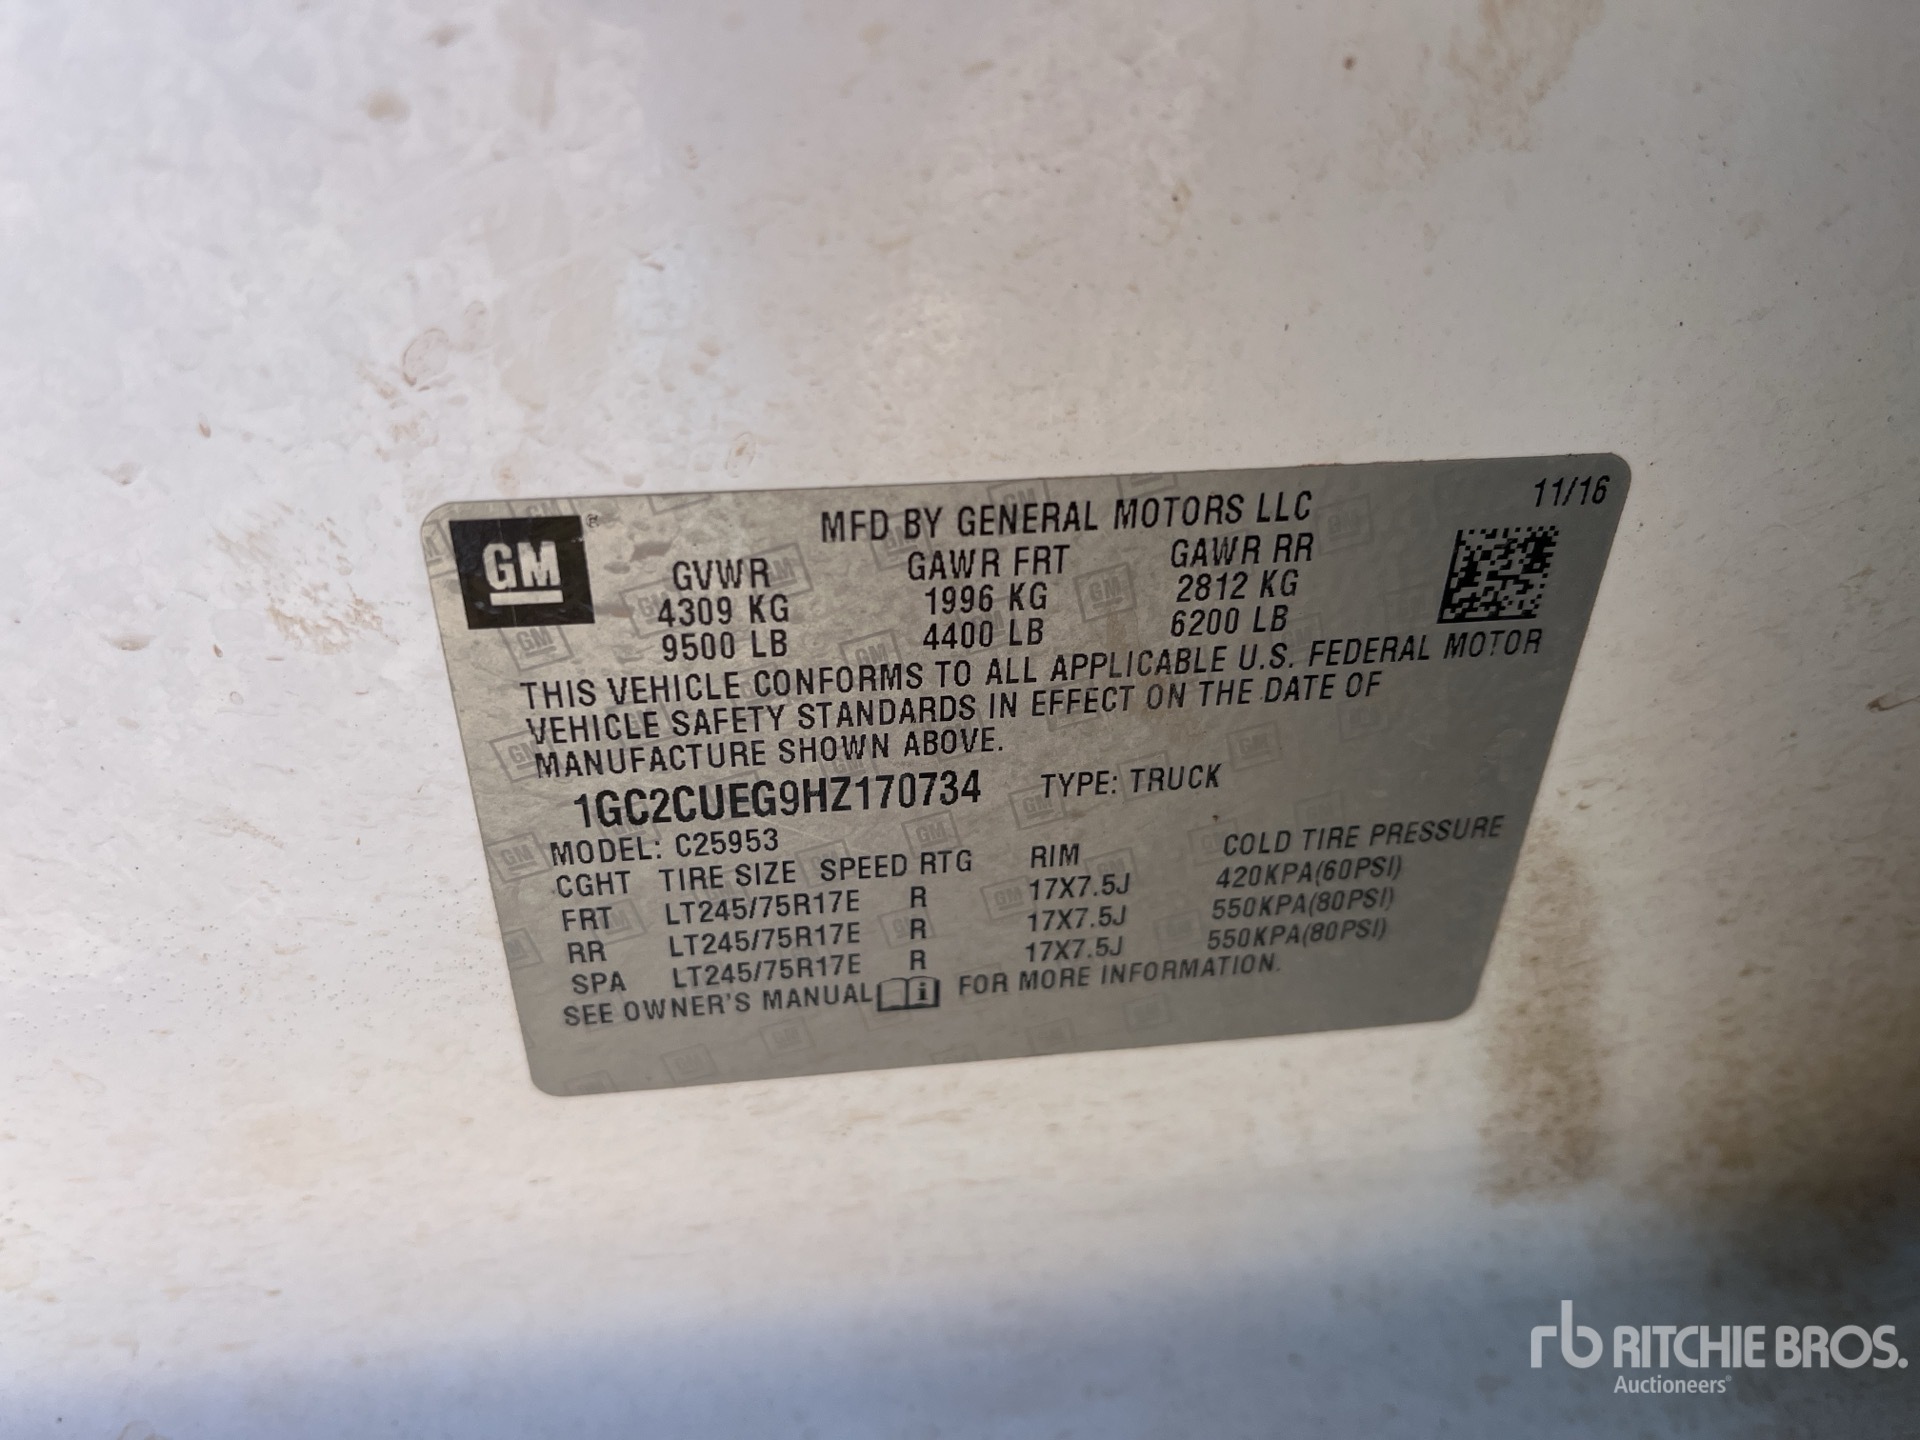 GM®
MFD BY GENERAL MOTORS LLC 11/16
GVWR GAWR FRT GAWR RR
4309 KG 1996 KG 2812 KG
9500 LB 4400 LB 6200 LB
THIS VEHICLE CONFORMS TO ALL APPLICABLE U.S. FEDERAL MOTOR
VEHICLE SAFETY STANDARDS IN EFFECT ON THE DATE OF
MANUFACTURE SHOWN ABOVE.
1GC2CUEG9HZ170734 TYPE: TRUCK
MODEL: C25953
CGHT TIRE SIZE SPEED RTG RIM COLD TIRE PRESSURE
FRT LT245/75R17E R 17X7.5J 420KPA(60PSI)
RR LT245/75R17E R 17X7.5J 550KPA(80PSI)
SPA LT245/75R17E R 17X7.5J 550KPA(80PSI)
SEE OWNER'S MANUAL i FOR MORE INFORMATION.
rb RITCHIE BROS.
Auctioneers®